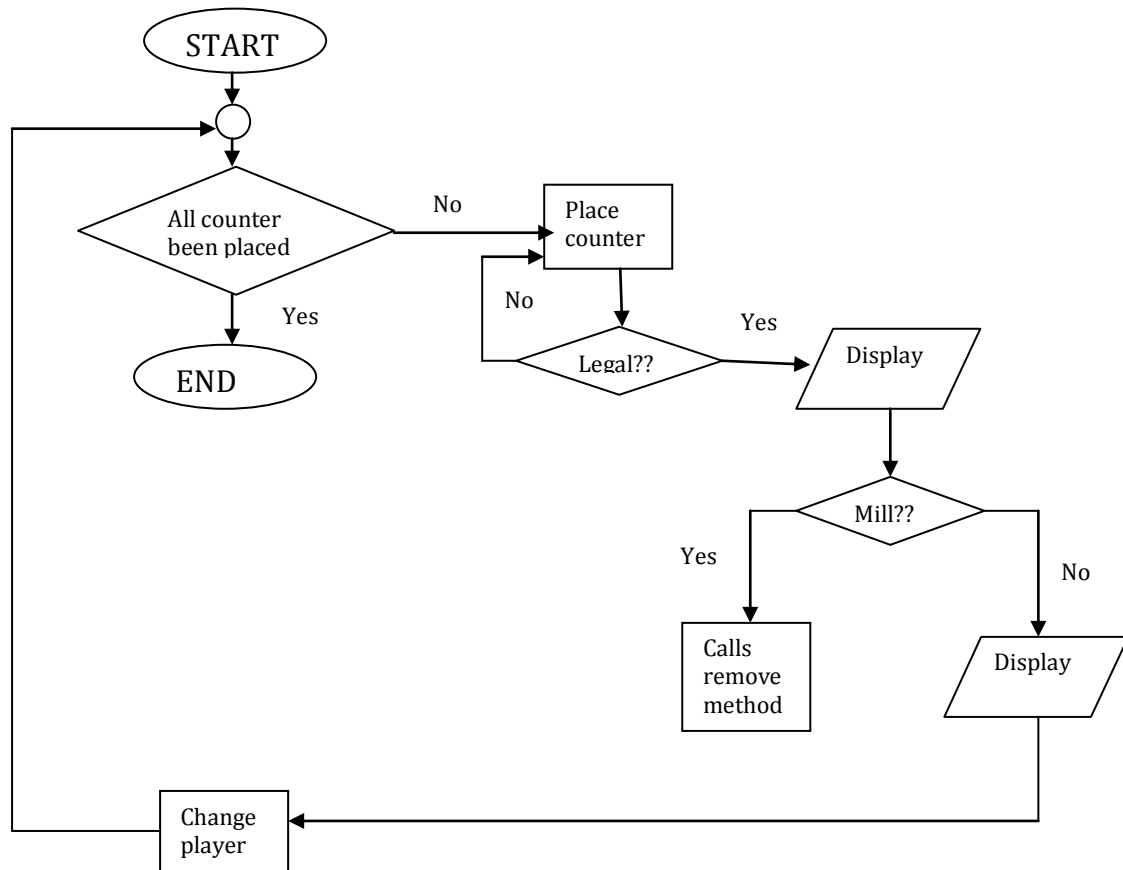 START
All counter
been placed
No
Place
counter
No
Yes
Yes
Legal??
Display
END
Mill??
Yes
No
Calls
remove
method
Display
Change
player